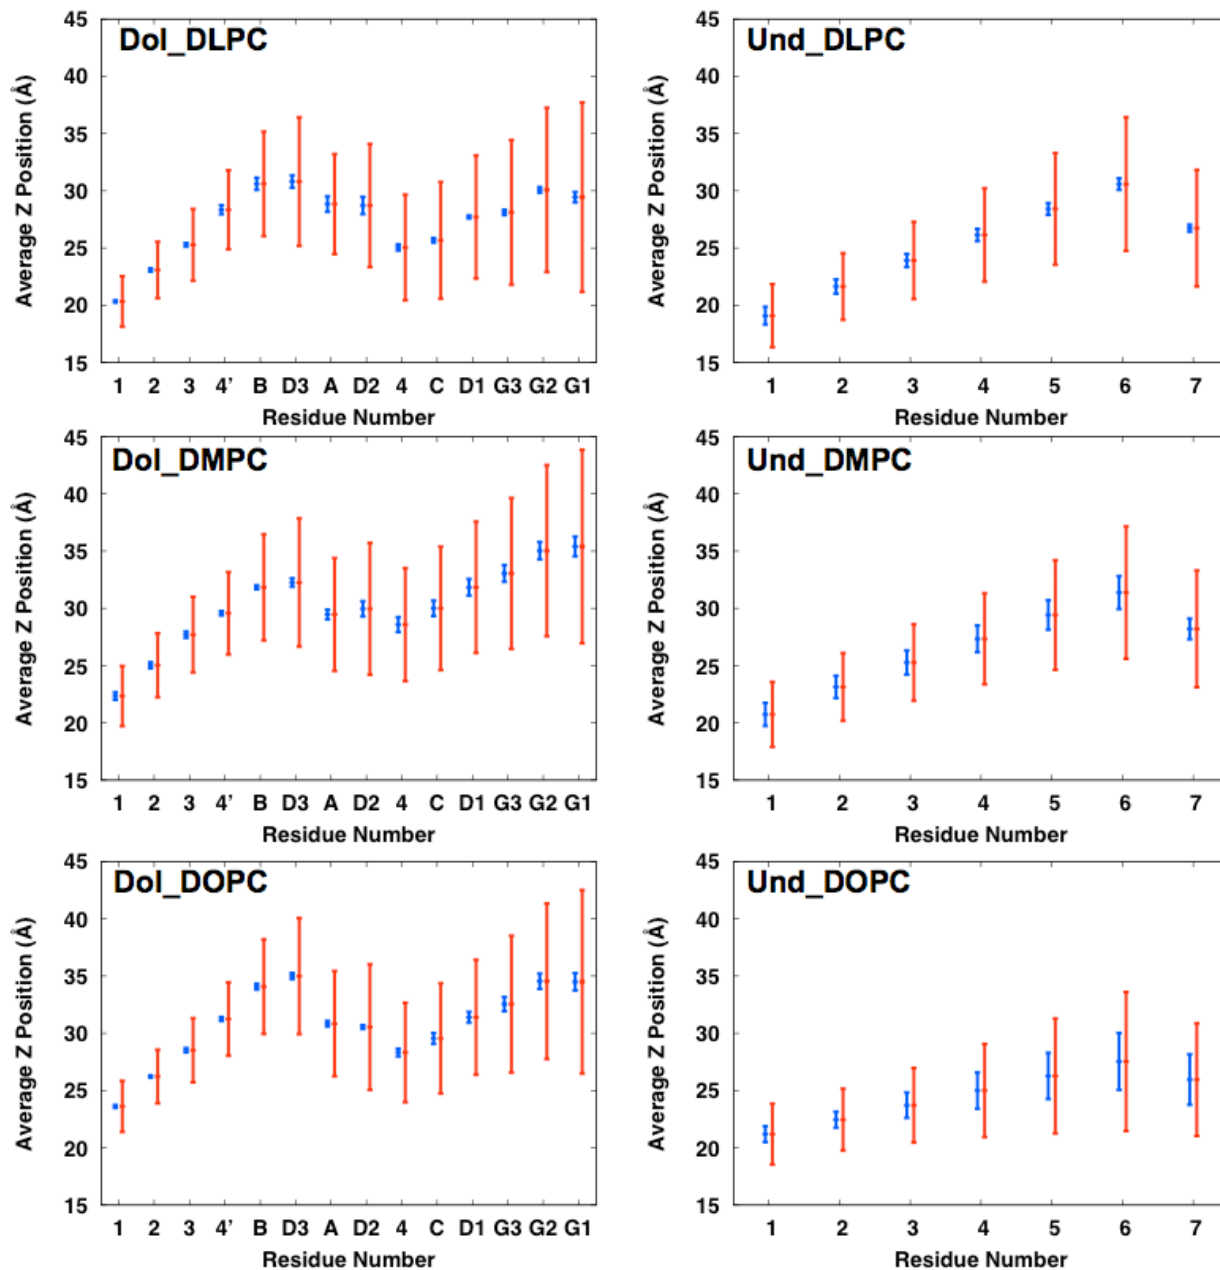 Dol_DLPC
Average Z Position (Å)
45
40
35
30
25
20
15
1 2 3 4’ B D3 A D2 4 C D1 G3 G2 G1
Residue Number
Und_DLPC
Average Z Position (Å)
45
40
35
30
25
20
15
1 2 3 4 5 6 7
Residue Number
Dol_DMPC
Average Z Position (Å)
45
40
35
30
25
20
15
1 2 3 4’ B D3 A D2 4 C D1 G3 G2 G1
Residue Number
Und_DMPC
Average Z Position (Å)
45
40
35
30
25
20
15
1 2 3 4 5 6 7
Residue Number
Dol_DOPC
Average Z Position (Å)
45
40
35
30
25
20
15
1 2 3 4’ B D3 A D2 4 C D1 G3 G2 G1
Residue Number
Und_DOPC
Average Z Position (Å)
45
40
35
30
25
20
15
1 2 3 4 5 6 7
Residue Number